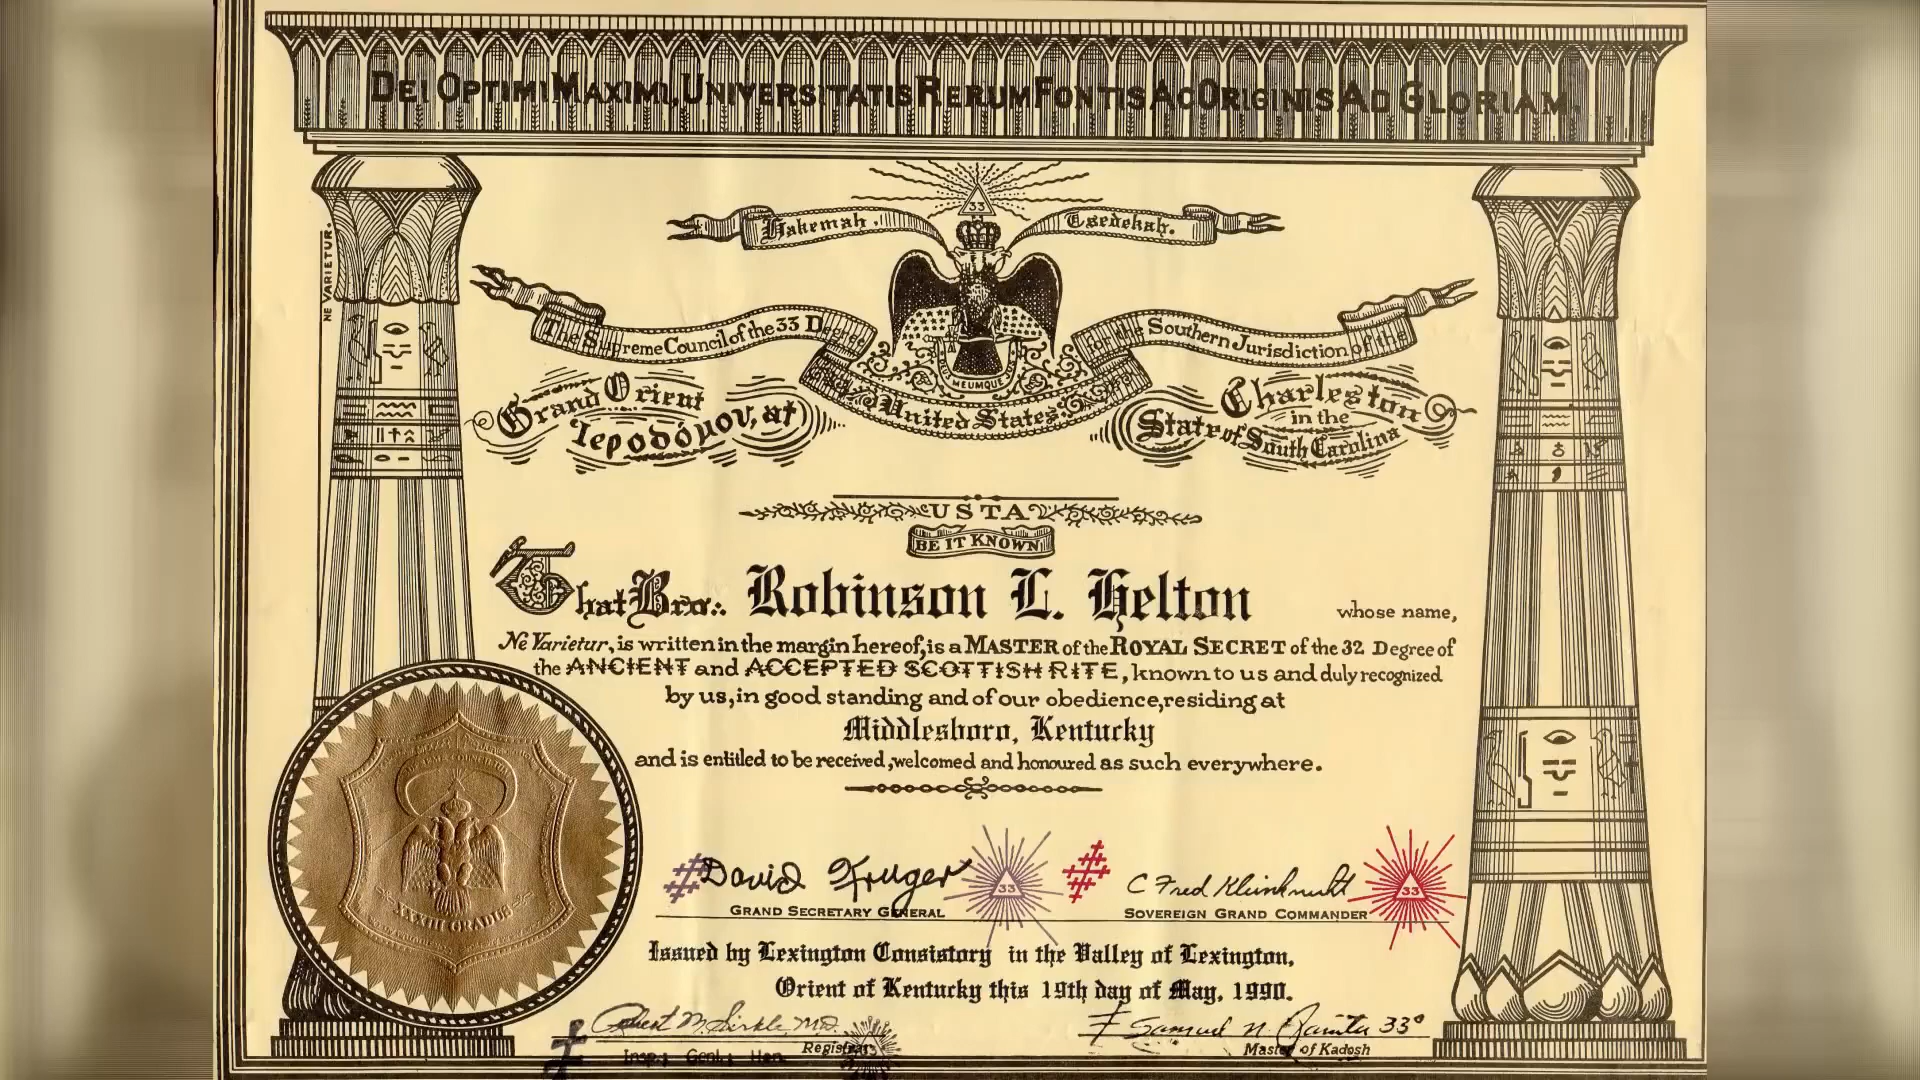 DEI OPTIMI MAXIMI, UNIVERSITATIS RERUM FONTIS AC ORIGINIS AD GLORIAM.
NE VARIETUR.
33
Hakemah. Tsedekah.
The Supreme Council of the 33 Degree for the Southern Jurisdiction of the
MEUMQUE
United States:
Grand Orient
Ιεροδόμον, at
Charleston
in the
State of South Carolina
USTA
BE IT KNOWN
That Bro∴ Robinson L. Helton whose name,
Ne Varietur, is written in the margin hereof, is a MASTER of the ROYAL SECRET of the 32 Degree of
the ANCIENT and ACCEPTED SCOTTISH RITE, known to us and duly recognized
by us, in good standing and of our obedience, residing at
Middlesboro, Kentucky
and is entitled to be received, welcomed and honoured as such everywhere.
XXXIII GRADUS
David Kruger 33
GRAND SECRETARY GENERAL
C Fred Kleinknecht 33
SOVEREIGN GRAND COMMANDER
Issued by Lexington Consistory in the Valley of Lexington,
Orient of Kentucky this 19th day of May, 1990.
Samuel 33°
Registrar
Insp∴ Genl∴ Hon. 33
Master of Kadosh